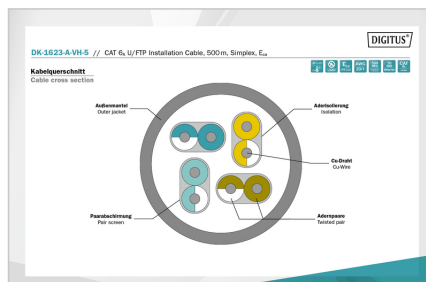 DIGITUS®
DK-1623-A-VH-5 // CAT 6A U/FTP Installation Cable, 500 m, Simplex, Eca
Kabelquerschnitt
Cable cross section
Außenmantel
Outer jacket
Aderisolierung
Isolation
Cu-Draht
Cu-Wire
Paarabschirmung
Pair screen
Adernpaare
Twisted pair